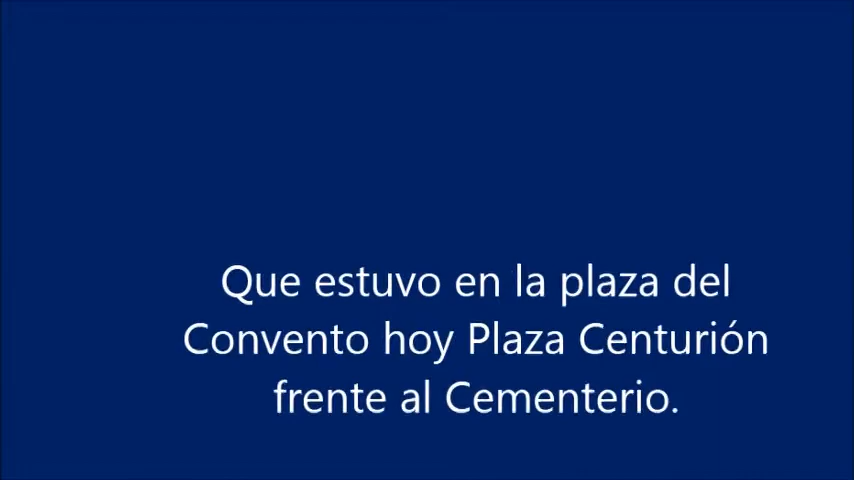 Que estuvo en la plaza del
Convento hoy Plaza Centurión
frente al Cementerio.